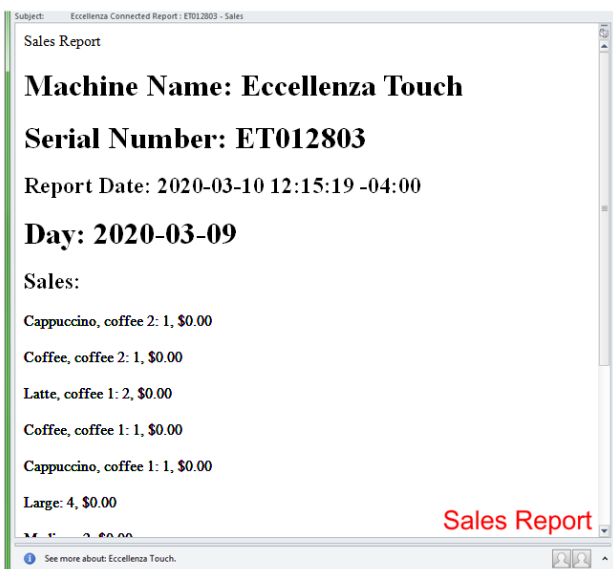 Subject: Eccellenza Connected Report : ET012803 - Sales
Sales Report
Machine Name: Eccellenza Touch
Serial Number: ET012803
Report Date: 2020-03-10 12:15:19 -04:00
Day: 2020-03-09
Sales:
Cappuccino, coffee 2: 1, $0.00
Coffee, coffee 2: 1, $0.00
Latte, coffee 1: 2, $0.00
Coffee, coffee 1: 1, $0.00
Cappuccino, coffee 1: 1, $0.00
Large: 4, $0.00
Sales Report
See more about: Eccellenza Touch.